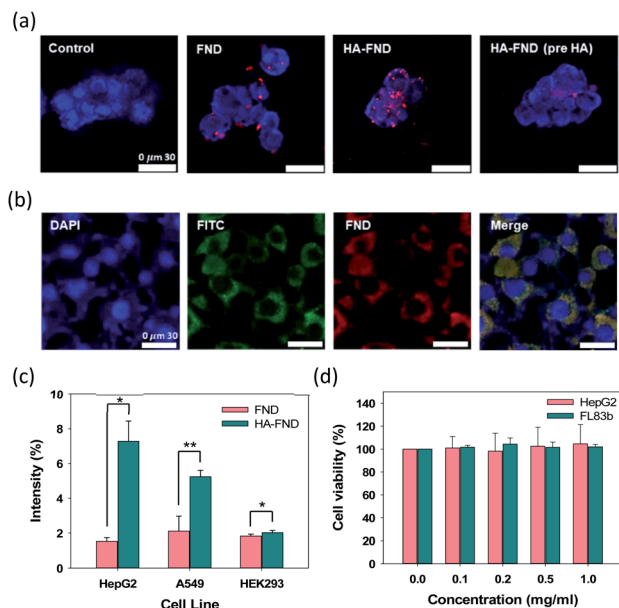 (a)
Control
FND
HA-FND
HA-FND (pre HA)
0 μm 30
(b)
DAPI
FITC
FND
Merge
0 μm 30
(c)
10
8
6
4
2
0
Intensity (%)
*
**
*
FND
HA-FND
HepG2
A549
HEK293
Cell Line
(d)
140
120
100
80
60
40
20
0
Cell viability (%)
HepG2
FL83b
0.0
0.1
0.2
0.5
1.0
Concentration (mg/ml)